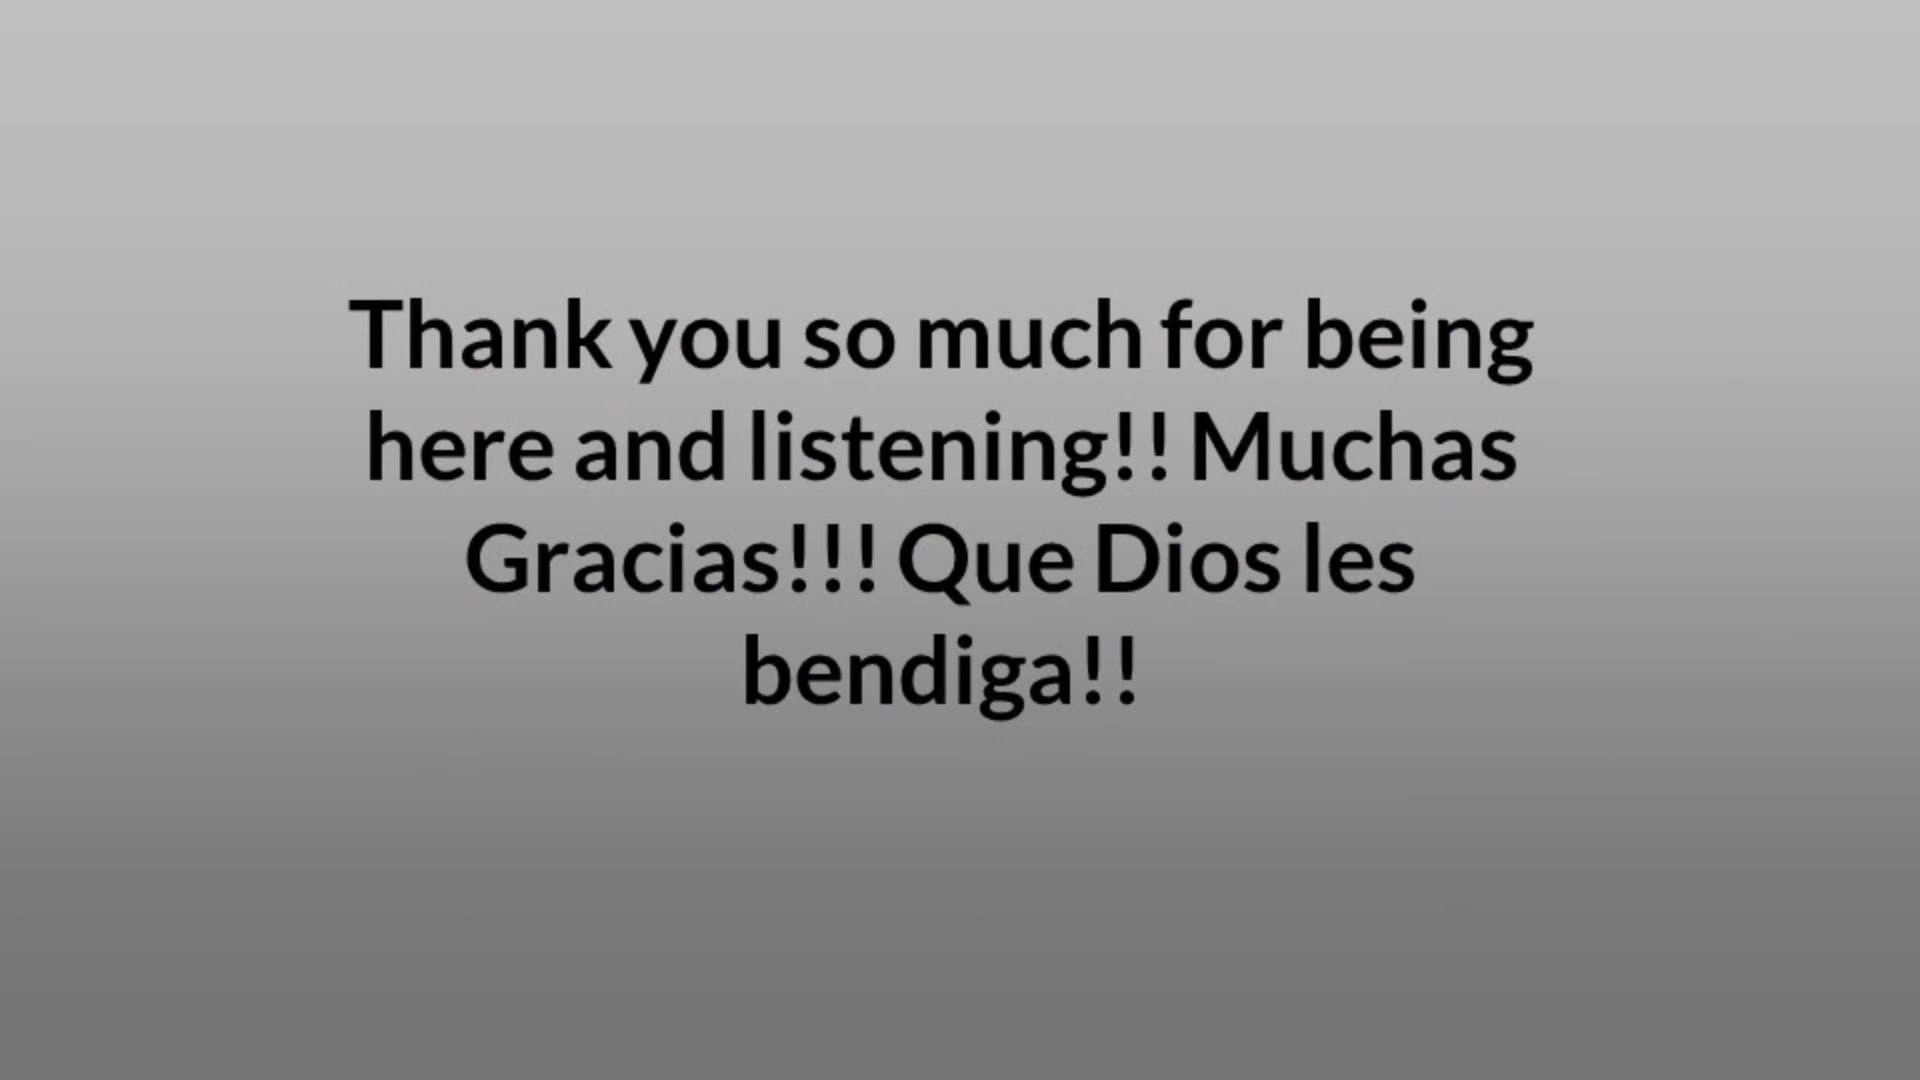 Thank you so much for being
here and listening!! Muchas
Gracias!!! Que Dios les
bendiga!!